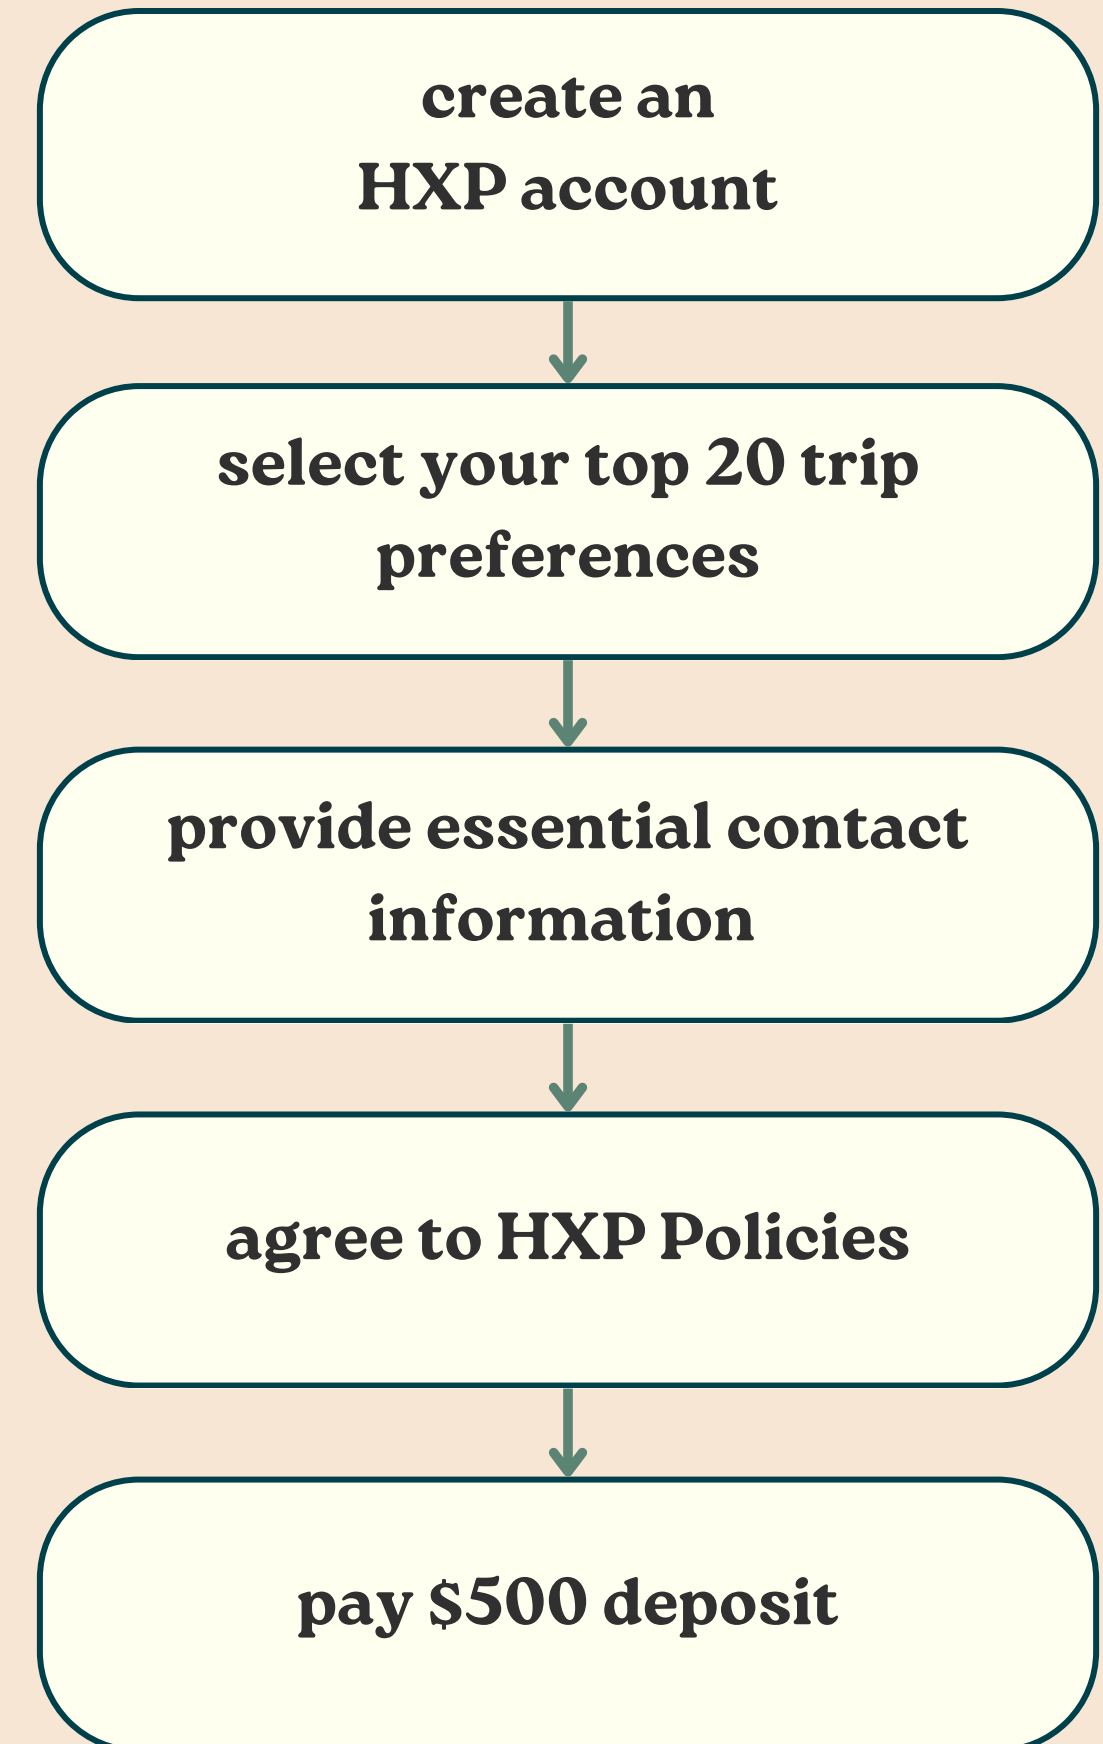 create an
HXP account
select your top 20 trip
preferences
provide essential contact
information
agree to HXP Policies
pay $500 deposit